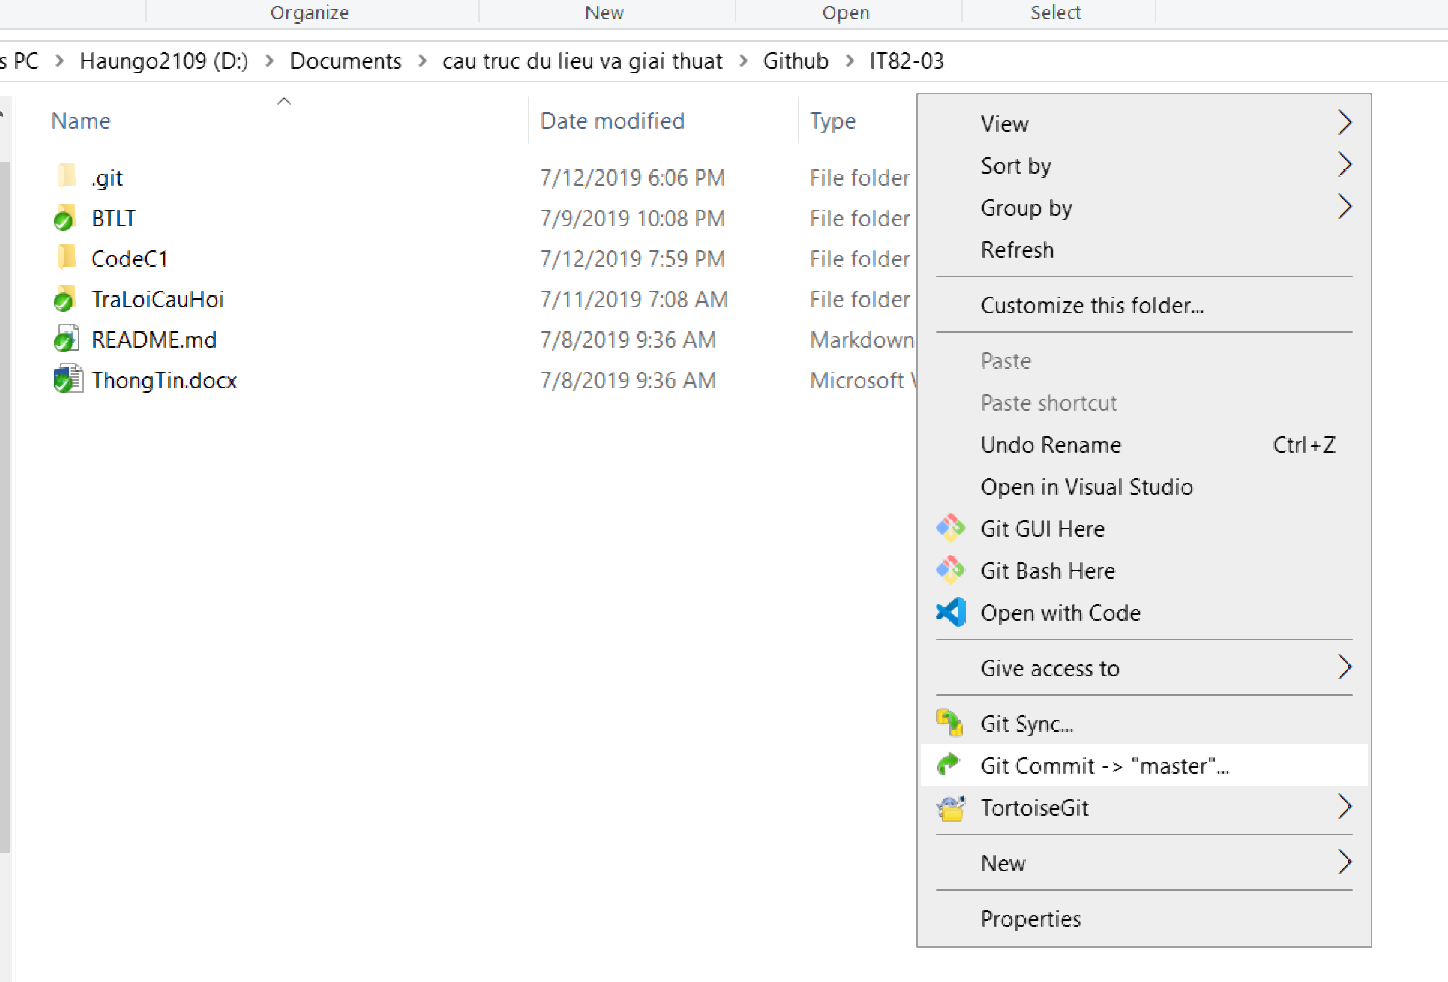 Organize New Open Select
s PC > Haungo2109 (D:) > Documents > cau truc du lieu va giai thuat > Github > IT82-03
Name Date modified Type
.git 7/12/2019 6:06 PM File folder
BTLT 7/9/2019 10:08 PM File folder
CodeC1 7/12/2019 7:59 PM File folder
TraLoiCauHoi 7/11/2019 7:08 AM File folder
README.md 7/8/2019 9:36 AM Markdown
ThongTin.docx 7/8/2019 9:36 AM Microsoft
View
Sort by
Group by
Refresh
Customize this folder...
Paste
Paste shortcut
Undo Rename Ctrl+Z
Open in Visual Studio
Git GUI Here
Git Bash Here
Open with Code
Give access to
Git Sync...
Git Commit -> "master"...
TortoiseGit
New
Properties